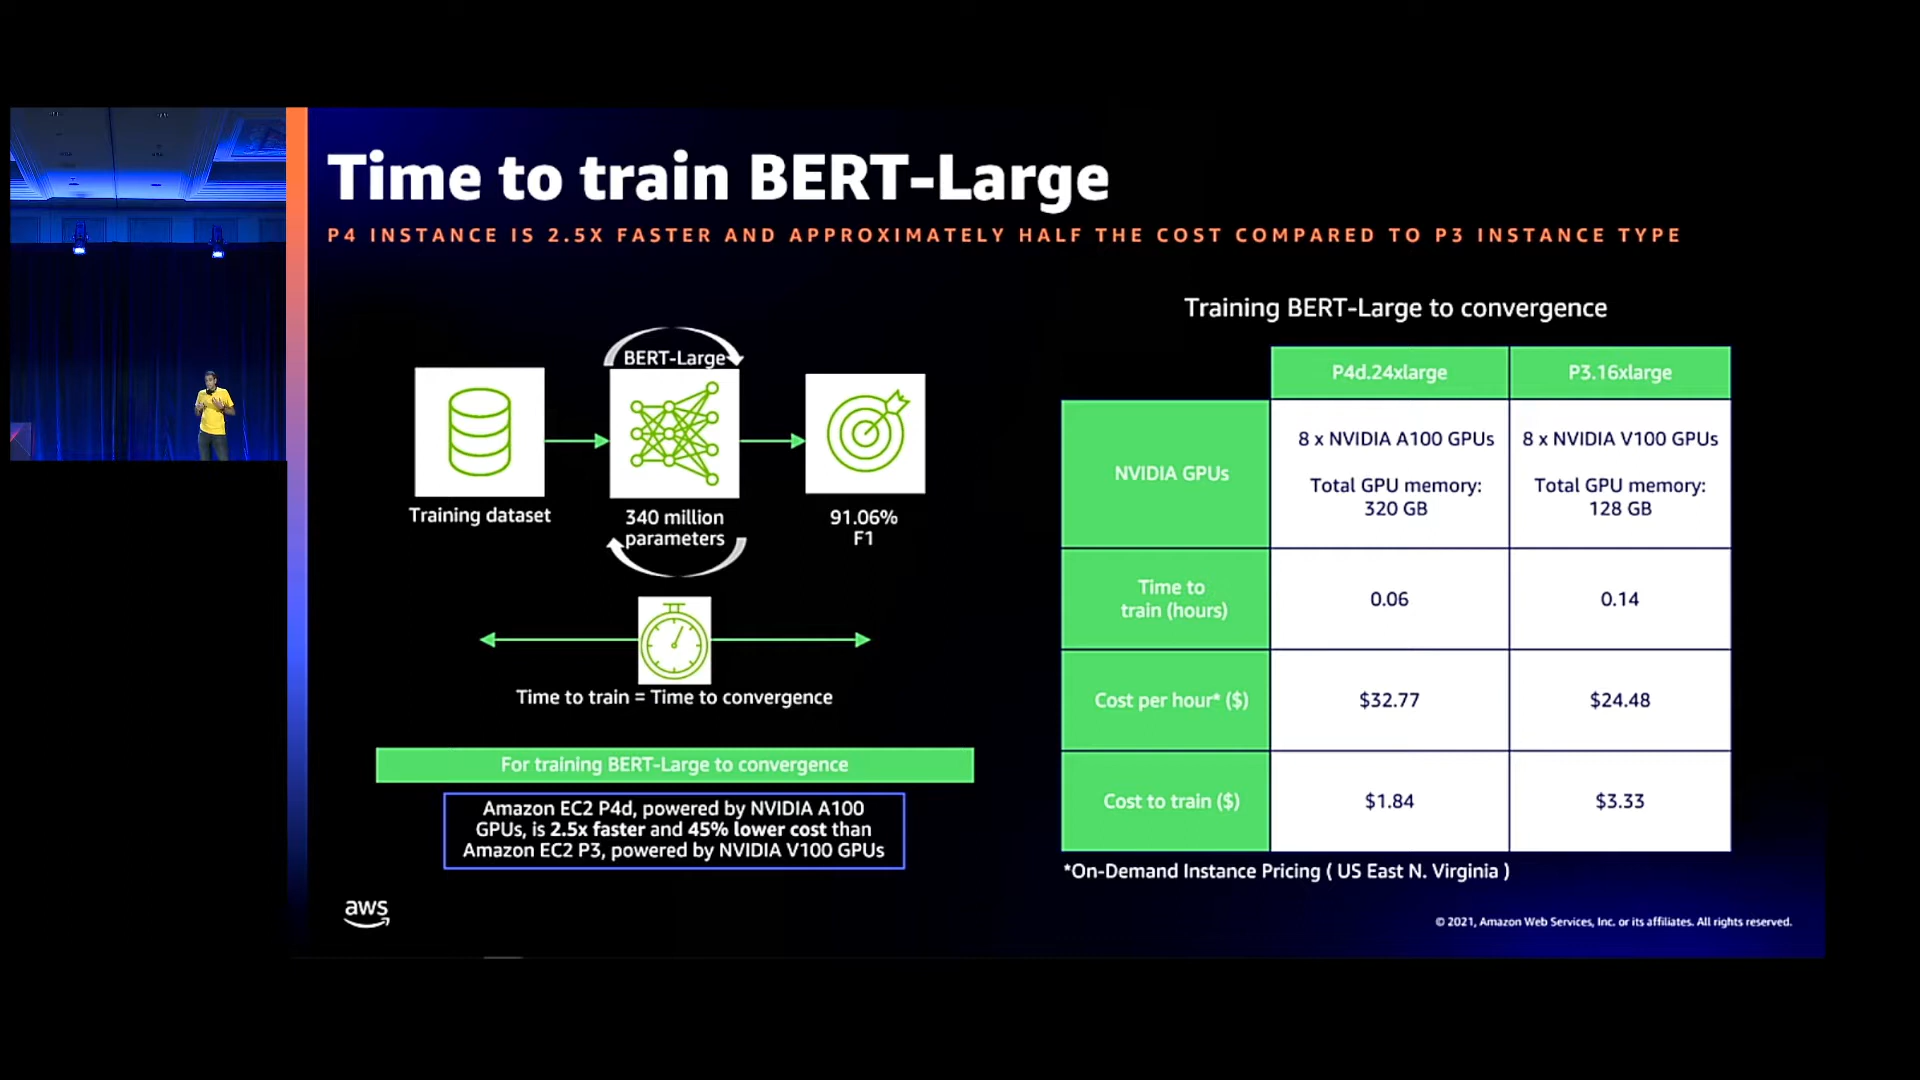 Time to train BERT-Large
P4 INSTANCE IS 2.5X FASTER AND APPROXIMATELY HALF THE COST COMPARED TO P3 INSTANCE TYPE
BERT-Large
Training dataset
340 million
parameters
91.06%
F1
Time to train = Time to convergence
For training BERT-Large to convergence
Amazon EC2 P4d, powered by NVIDIA A100
GPUs, is 2.5x faster and 45% lower cost than
Amazon EC2 P3, powered by NVIDIA V100 GPUs
Training BERT-Large to convergence
P4d.24xlarge
P3.16xlarge
NVIDIA GPUs
8 x NVIDIA A100 GPUs
Total GPU memory:
320 GB
8 x NVIDIA V100 GPUs
Total GPU memory:
128 GB
Time to
train (hours)
0.06
0.14
Cost per hour* ($)
$32.77
$24.48
Cost to train ($)
$1.84
$3.33
*On-Demand Instance Pricing ( US East N. Virginia )
aws
© 2021, Amazon Web Services, Inc. or its affiliates. All rights reserved.